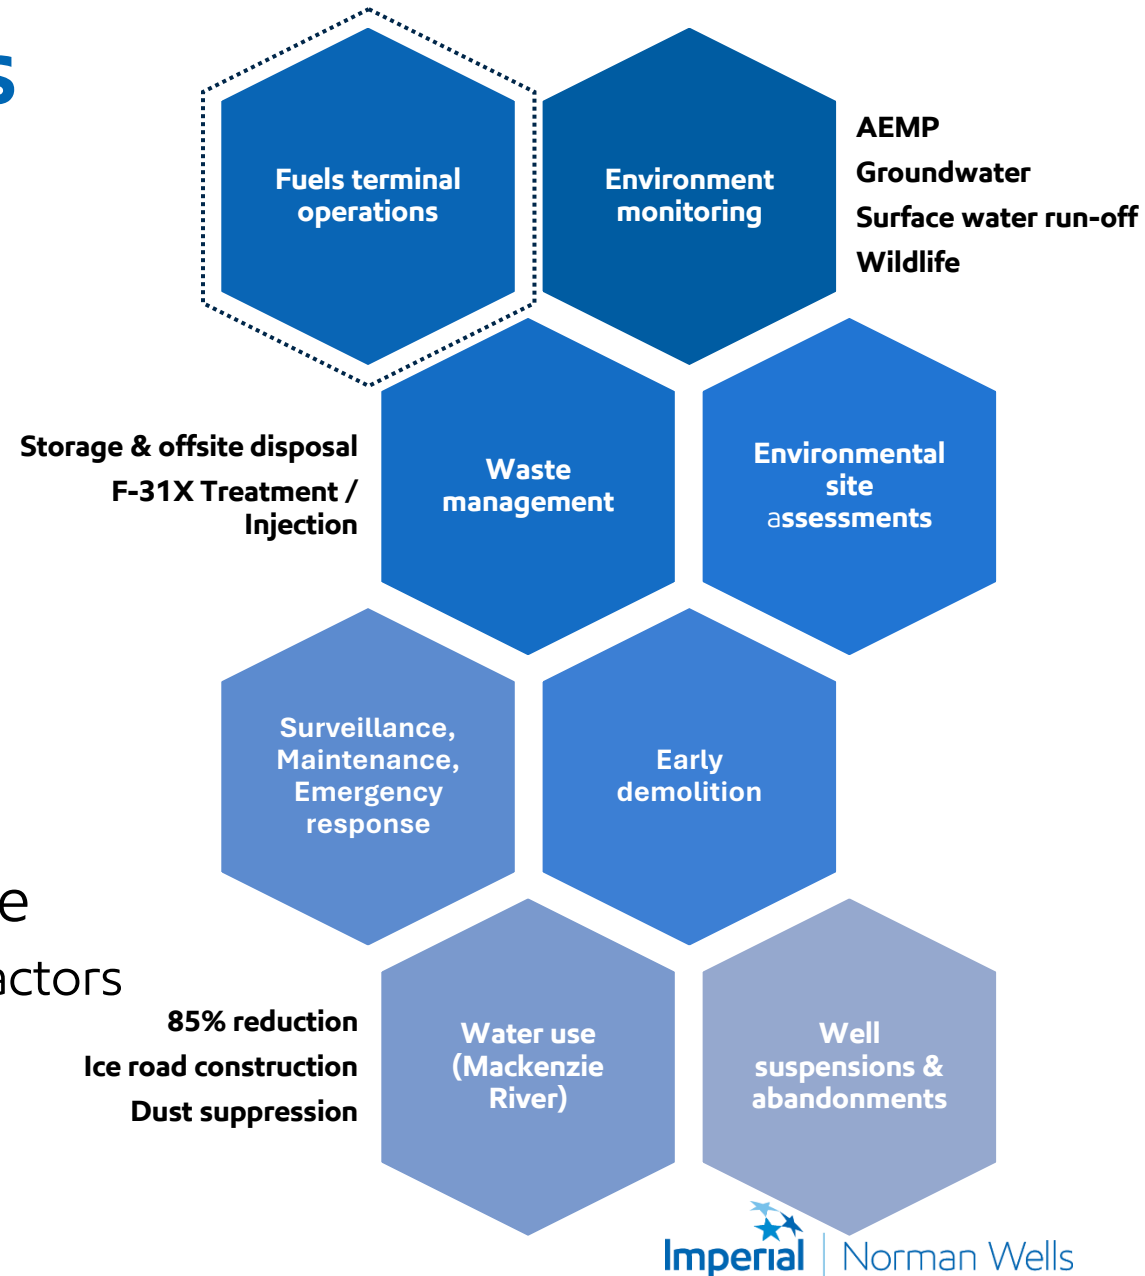 s
Fuels terminal
operations
Environment
monitoring
AEMP
Groundwater
Surface water run-off
Wildlife
Storage & offsite disposal
F-31X Treatment /
Injection
Waste
management
Environmental
site
assessments
Surveillance,
Maintenance,
Emergency
response
Early
demolition
e
actors
85% reduction
Ice road construction
Dust suppression
Water use
(Mackenzie
River)
Well
suspensions &
abandonments
Imperial | Norman Wells